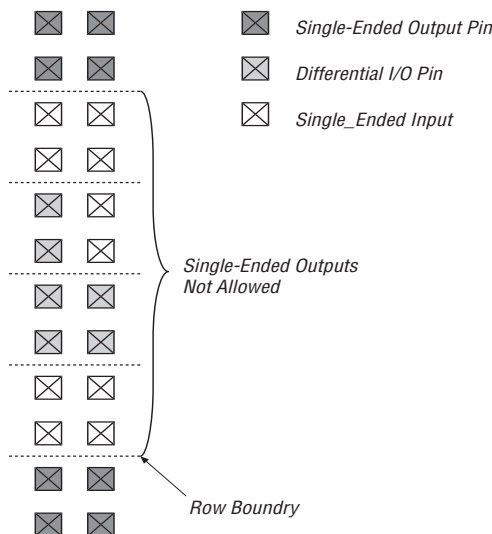 Single-Ended Output Pin
Differential I/O Pin
Single_Ended Input
Single-Ended Outputs
Not Allowed
Row Boundry